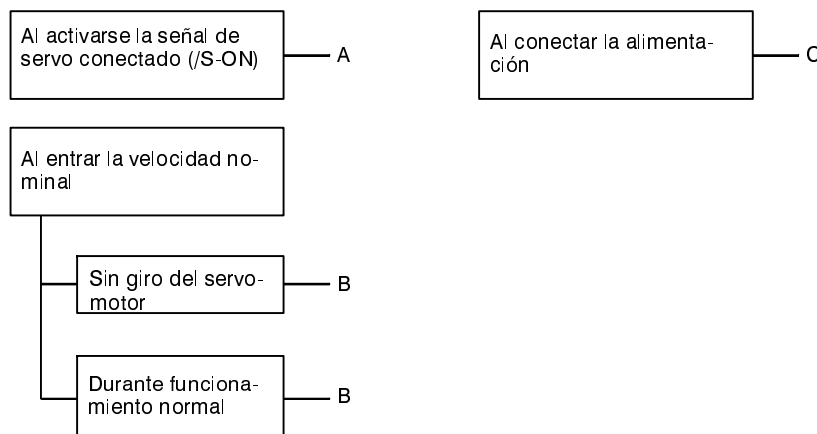 Al activarse la señal de
servo conectado (/S-ON)
A
Al conectar la alimenta-
ción
C
Al entrar la velocidad no-
minal
Sin giro del servo-
motor
B
Durante funciona-
miento normal
B